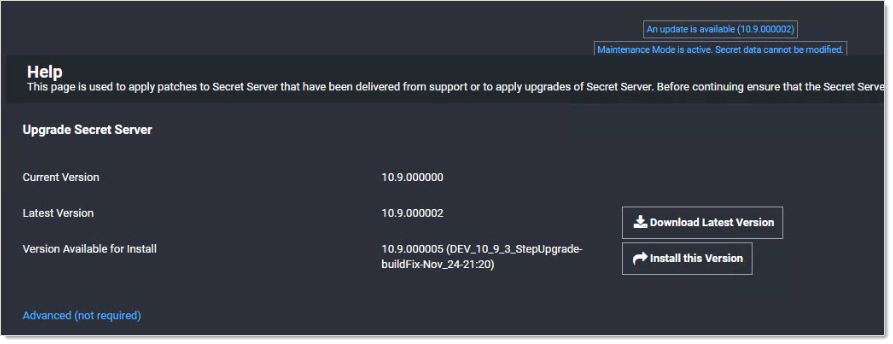 An update is available (10.9.000002)
Maintenance Mode is active. Secret data cannot be modified.
Help
This page is used to apply patches to Secret Server that have been delivered from support or to apply upgrades of Secret Server. Before continuing ensure that the Secret Serve
Upgrade Secret Server
Current Version 10.9.000000
Latest Version 10.9.000002 Download Latest Version
Version Available for Install 10.9.000005 (DEV_10_9_3_StepUpgrade-
buildFix-Nov_24-21:20) Install this Version
Advanced (not required)